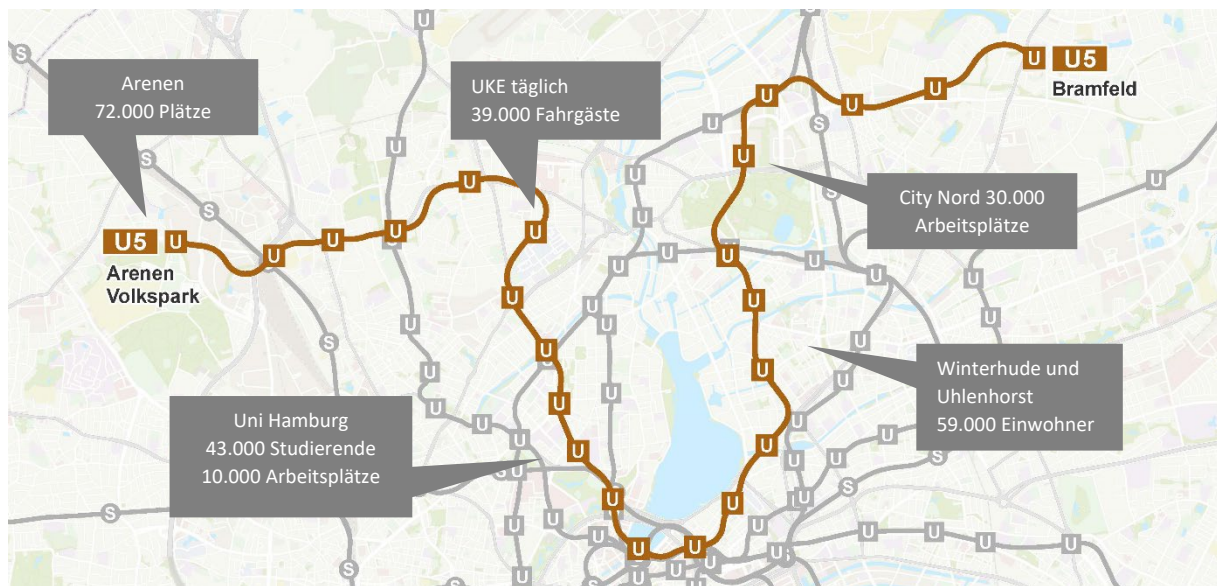 Arenen
72.000 Plätze
UKE täglich
39.000 Fahrgäste
U5
Bramfeld
City Nord 30.000
Arbeitsplätze
U5
Arenen
Volkspark
Winterhude und
Uhlenhorst
59.000 Einwohner
Uni Hamburg
43.000 Studierende
10.000 Arbeitsplätze